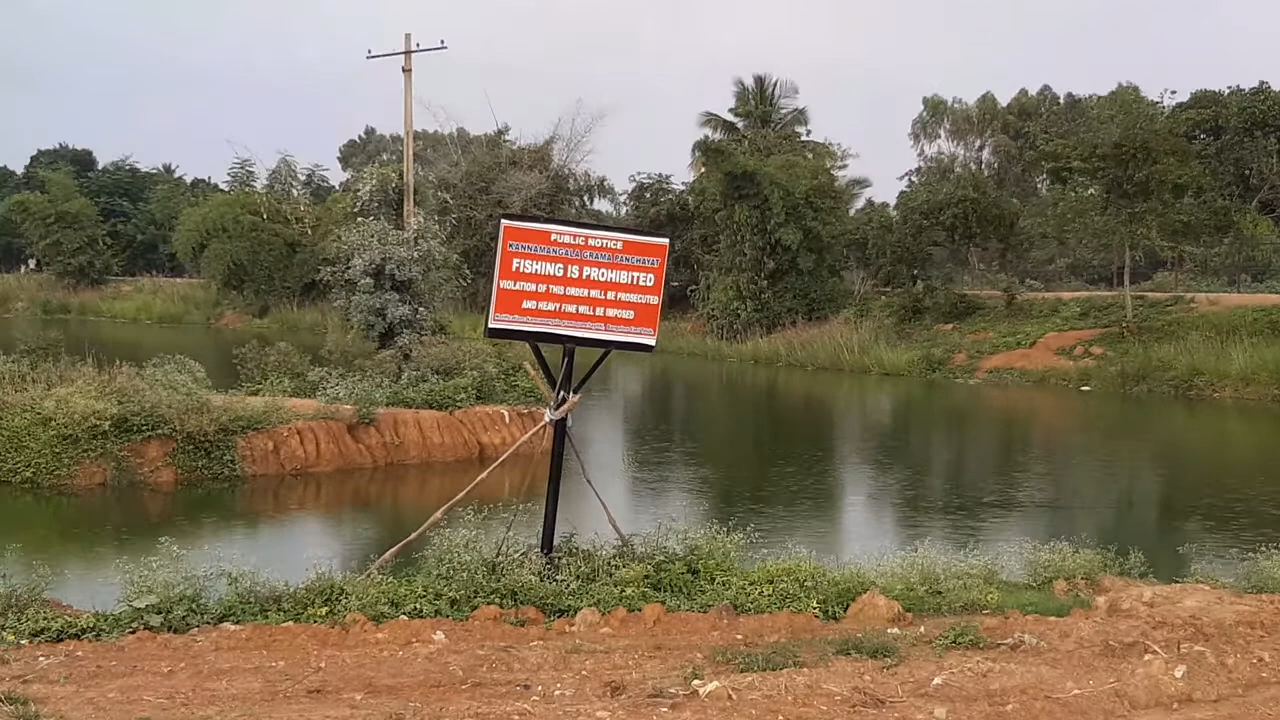 PUBLIC NOTICE
KANNAMANGALA GRAMA PANCHAYAT
FISHING IS PROHIBITED
VIOLATION OF THIS ORDER WILL BE PROSECUTED
AND HEAVY FINE WILL BE IMPOSED
Kannamangala